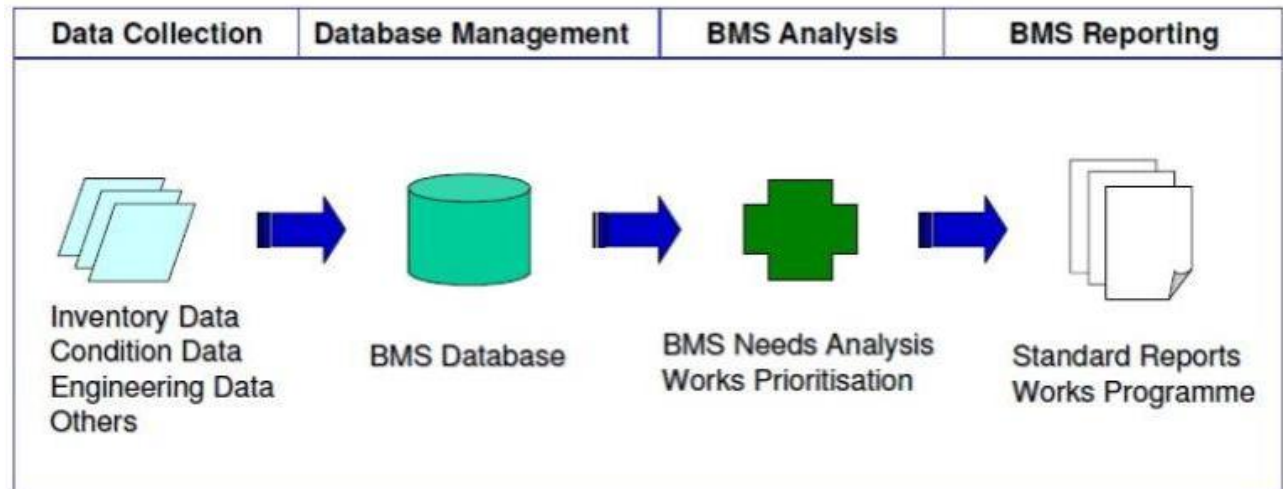 Data Collection
Database Management
BMS Analysis
BMS Reporting
Inventory Data
Condition Data
Engineering Data
Others
BMS Database
BMS Needs Analysis
Works Prioritisation
Standard Reports
Works Programme